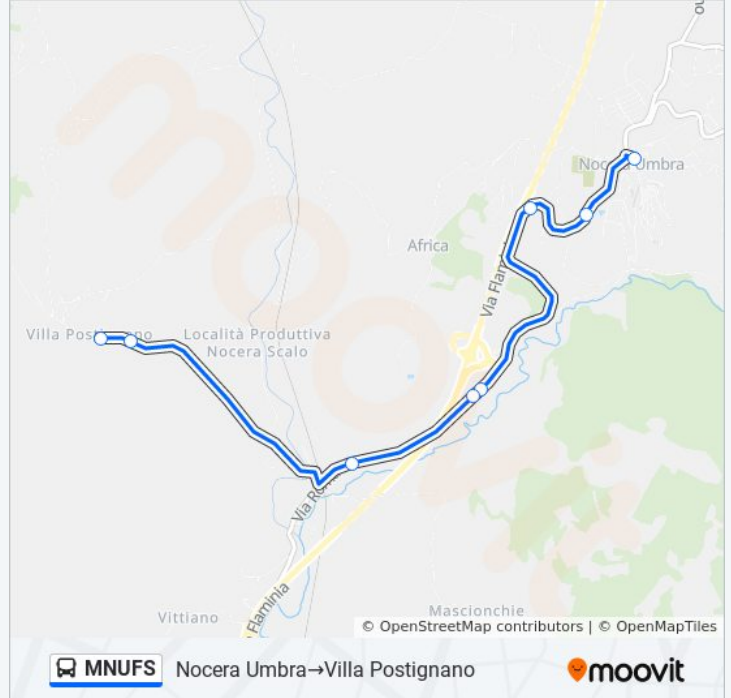 Nocera Umbra
Africa
Via Flaminia
Villa Postignano
Località Produttiva
Nocera Scalo
Via Roma
Flaminia
Vittiano
Mascionchie
© OpenStreetMap contributors | © OpenMapTiles
MNUFS Nocera Umbra→Villa Postignano
moovit